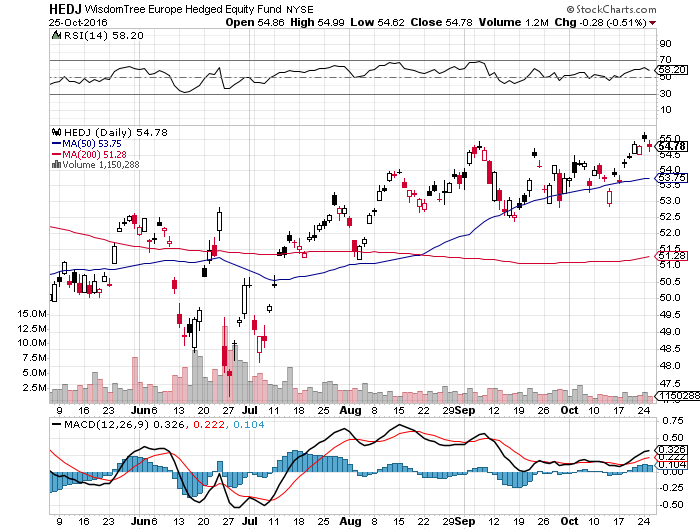 HEDJ WisdomTree Europe Hedged Equity Fund NYSE © StockCharts.com
25-Oct-2016 Open 54.86 High 54.99 Low 54.62 Close 54.78 Volume 1.2M Chg -0.28 (-0.51%)
RSI(14) 58.20
90
70
58.20
50
30
10
HEDJ (Daily) 54.78
MA(50) 53.75
MA(200) 51.28
Volume 1,150,288
55.0
54.78
54.5
53.75
53.5
53.0
52.5
52.0
51.5
51.28
51.0
50.5
50.0
49.5
49.0
48.5
48.0
47.5
15.0M
12.5M
10.0M
7.5M
5.0M
2.5M
1150288
9 16 23 Jun 6 13 20 27 Jul 11 18 25 Aug 8 15 22 29 Sep 12 19 26 Oct 10 17 24
MACD(12,26,9) 0.326, 0.222, 0.104
0.75
0.50
0.326
0.222
0.104
0.00
-0.25
-0.50
9 16 23 Jun 6 13 20 27 Jul 11 18 25 Aug 8 15 22 29 Sep 12 19 26 Oct 10 17 24